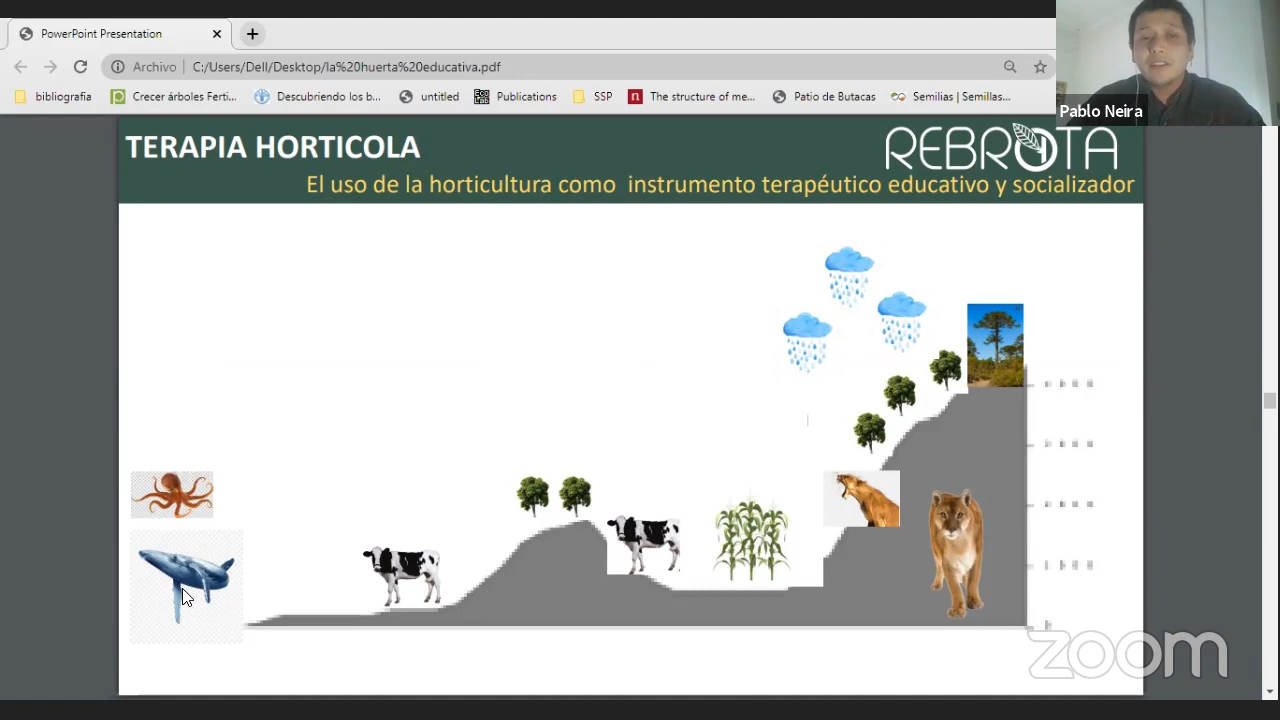 PowerPoint Presentation
Archivo | C:/Users/Dell/Desktop/la%20huerta%20educativa.pdf
bibliografia
Crecer árboles Ferti...
Descubriendo los b...
untitled
Publications
SSP
The structure of me...
Patio de Butacas
Semilias | Semillas...
Pablo Neira
TERAPIA HORTICOLA
REBROTA
El uso de la horticultura como instrumento terapéutico educativo y socializador
zoom